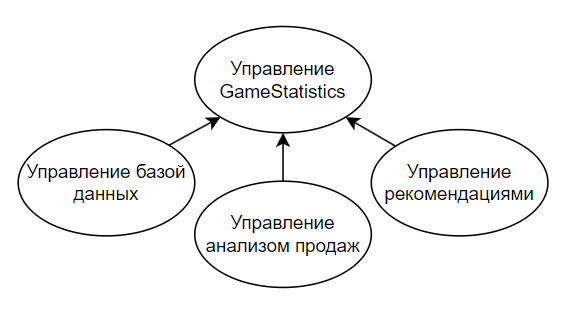 Управление
GameStatistics
Управление базой
данных
Управление
анализом продаж
Управление
рекомендациями